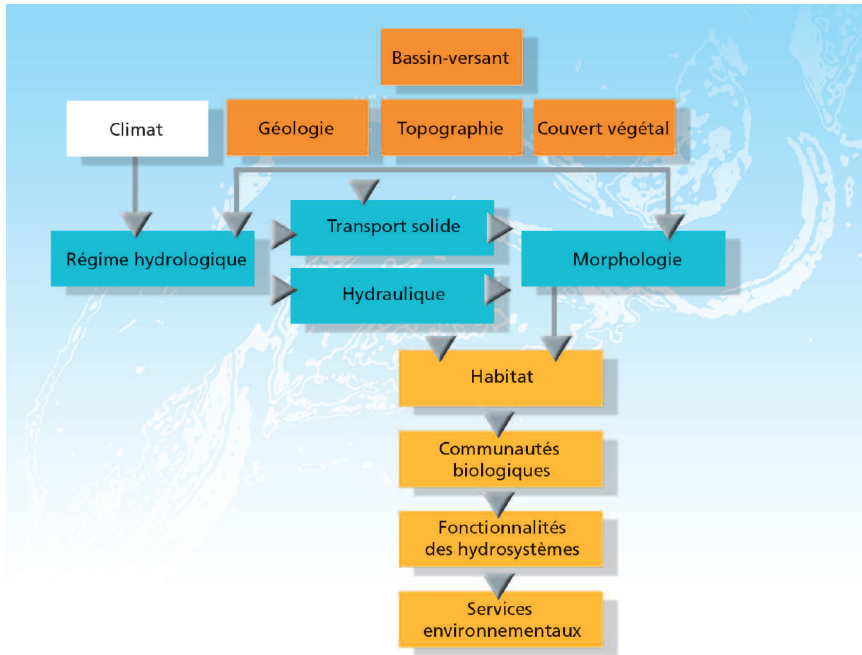 Bassin-versant
Climat
Géologie
Topographie
Couvert végétal
Transport solide
Régime hydrologique
Morphologie
Hydraulique
Habitat
Communautés
biologiques
Fonctionnalités
des hydrosystèmes
Services
environnementaux